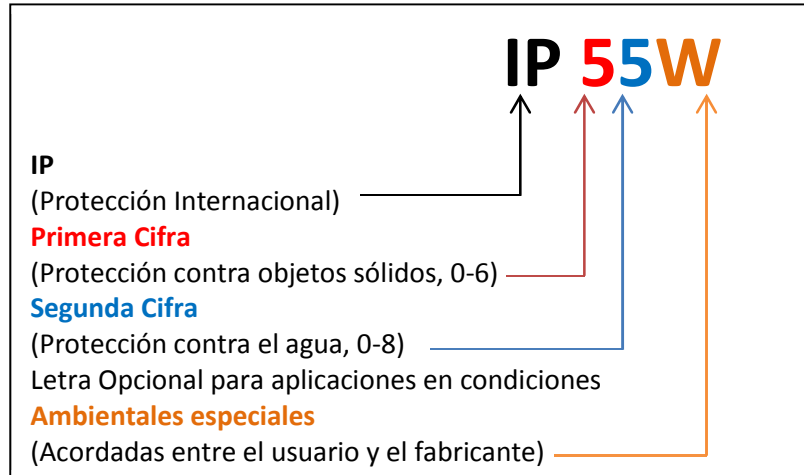 IP 55W
IP
(Protección Internacional)
Primera Cifra
(Protección contra objetos sólidos, 0-6)
Segunda Cifra
(Protección contra el agua, 0-8)
Letra Opcional para aplicaciones en condiciones
Ambientales especiales
(Acordadas entre el usuario y el fabricante)